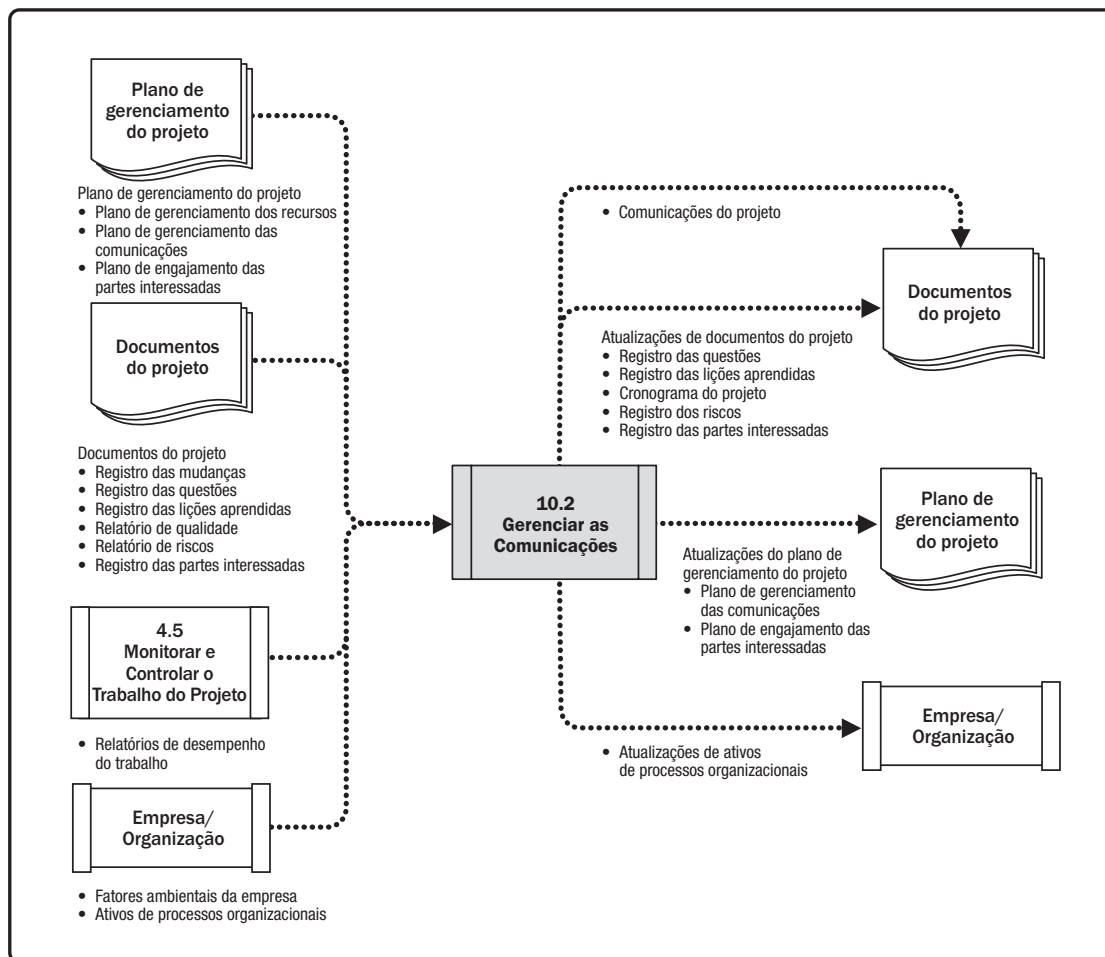 Plano de
gerenciamento
do projeto
Plano de gerenciamento do projeto
• Plano de gerenciamento dos recursos
• Plano de gerenciamento das
comunicações
• Plano de engajamento das
partes interessadas
Documentos
do projeto
Documentos do projeto
• Registro das mudanças
• Registro das questões
• Registro das lições aprendidas
• Relatório de qualidade
• Relatório de riscos
• Registro das partes interessadas
4.5
Monitorar e
Controlar o
Trabalho do Projeto
• Relatórios de desempenho
do trabalho
Empresa/
Organização
• Fatores ambientais da empresa
• Ativos de processos organizacionais
10.2
Gerenciar as
Comunicações
• Comunicações do projeto
Documentos
do projeto
Atualizações de documentos do projeto
• Registro das questões
• Registro das lições aprendidas
• Cronograma do projeto
• Registro dos riscos
• Registro das partes interessadas
Plano de
gerenciamento
do projeto
Atualizações do plano de
gerenciamento do projeto
• Plano de gerenciamento
das comunicações
• Plano de engajamento das
partes interessadas
Empresa/
Organização
• Atualizações de ativos
de processos organizacionais